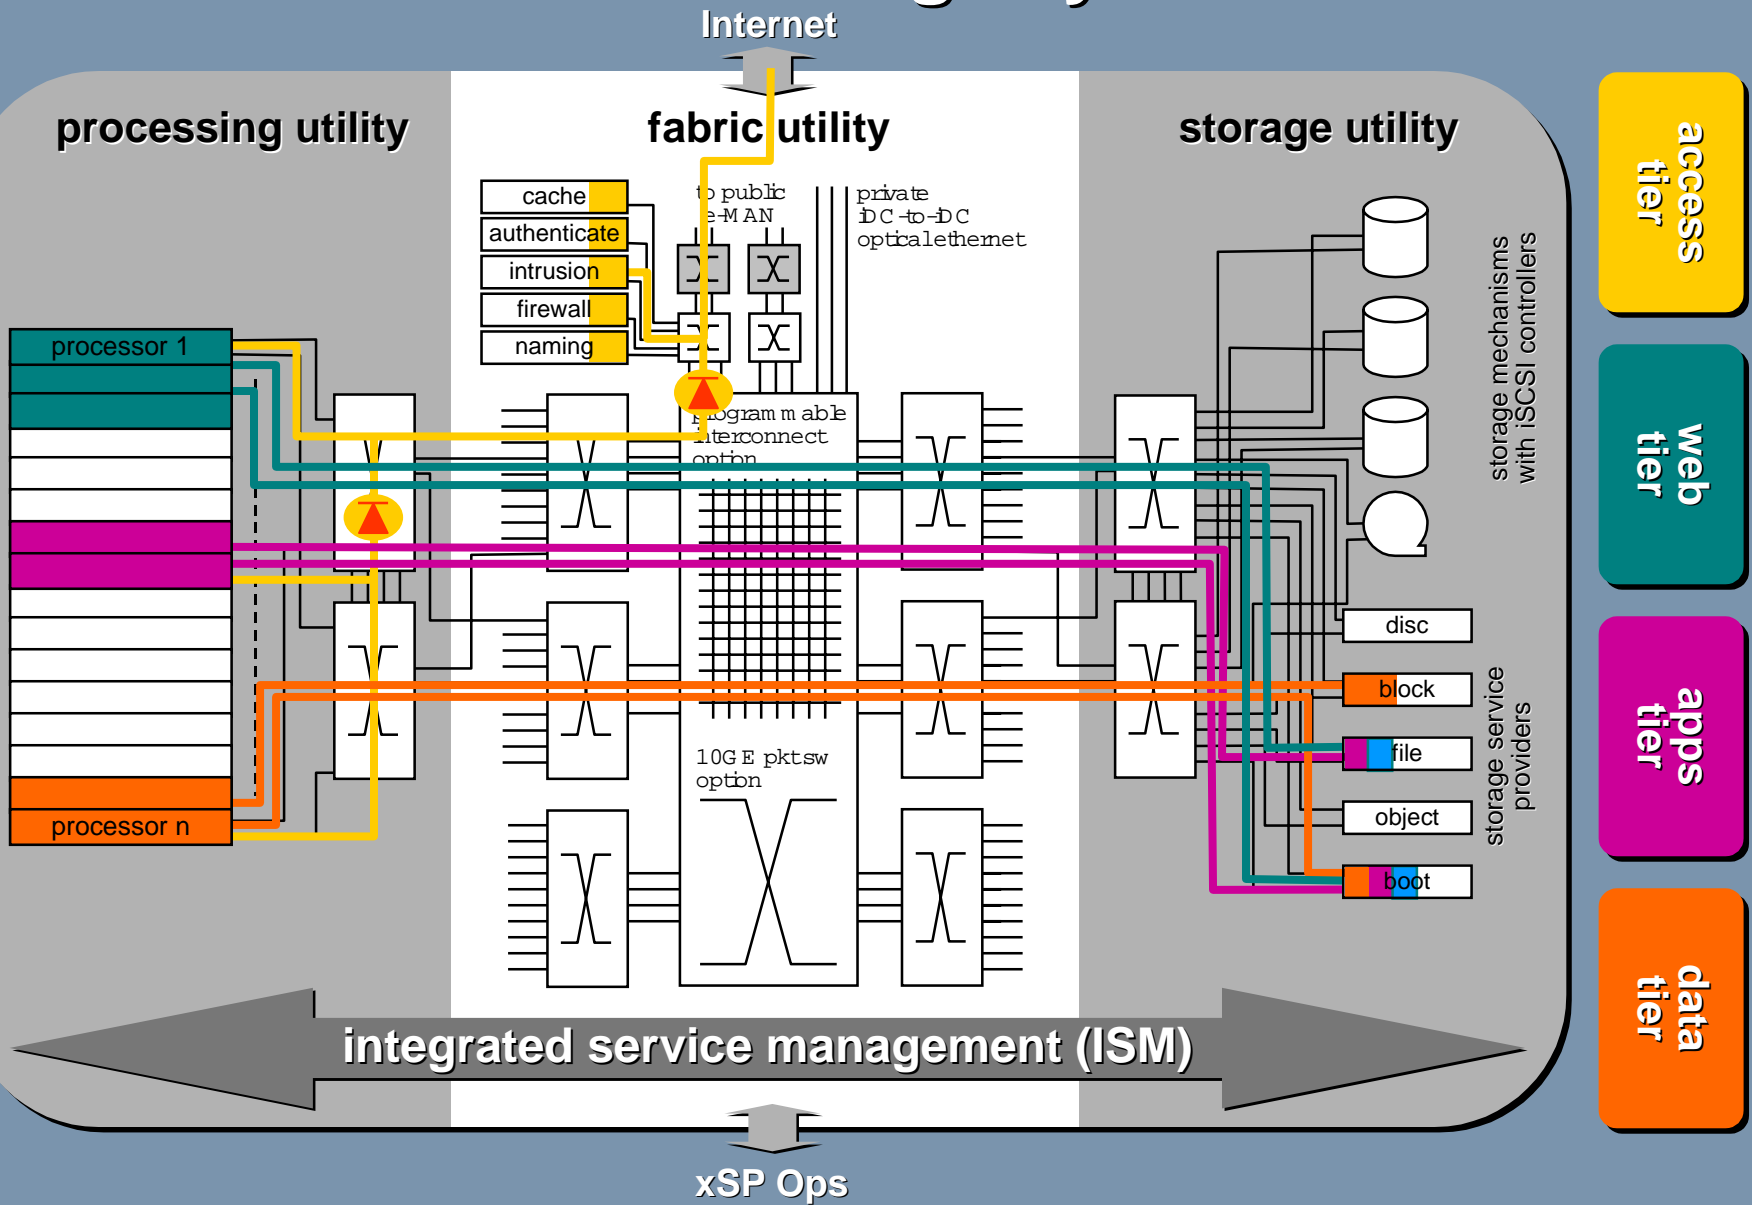 Internet
processing utility
fabric utility
storage utility
cache
authenticate
intrusion
firewall
naming
to public
e-MAN
private
iDC-to-iDC
optical ethernet
processor 1
processor n
programmable
interconnect
option
10GE pkt sw
option
storage mechanisms
with iSCSI controllers
disc
block
file
object
boot
storage service
providers
access
tier
web
tier
apps
tier
data
tier
integrated service management (ISM)
xSP Ops